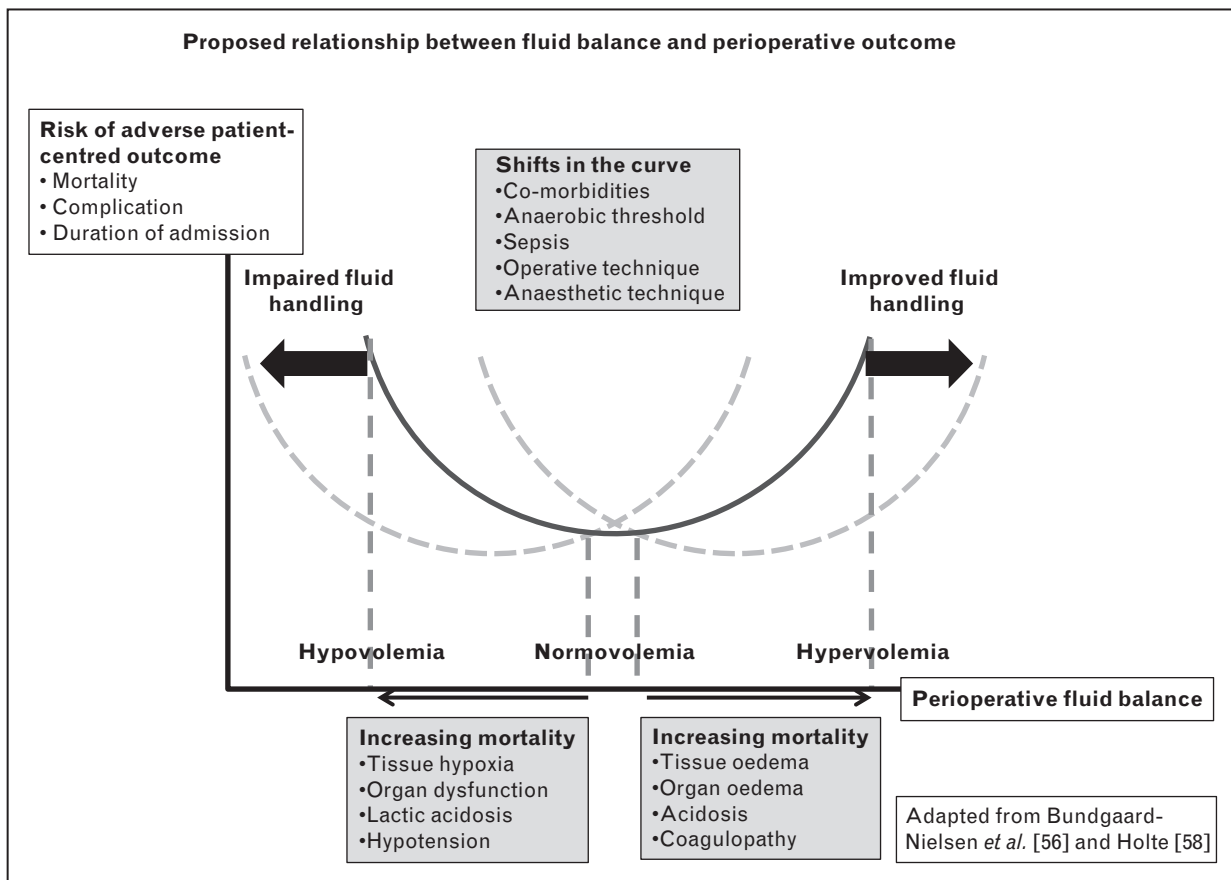 Proposed relationship between fluid balance and perioperative outcome
Risk of adverse patient-
centred outcome
• Mortality
• Complication
• Duration of admission
Shifts in the curve
•Co-morbidities
•Anaerobic threshold
•Sepsis
•Operative technique
•Anaesthetic technique
Impaired fluid
handling
Improved fluid
handling
Hypovolemia
Normovolemia
Hypervolemia
Perioperative fluid balance
Increasing mortality
•Tissue hypoxia
•Organ dysfunction
•Lactic acidosis
•Hypotension
Increasing mortality
•Tissue oedema
•Organ oedema
•Acidosis
•Coagulopathy
Adapted from Bundgaard-
Nielsen et al. [56] and Holte [58]